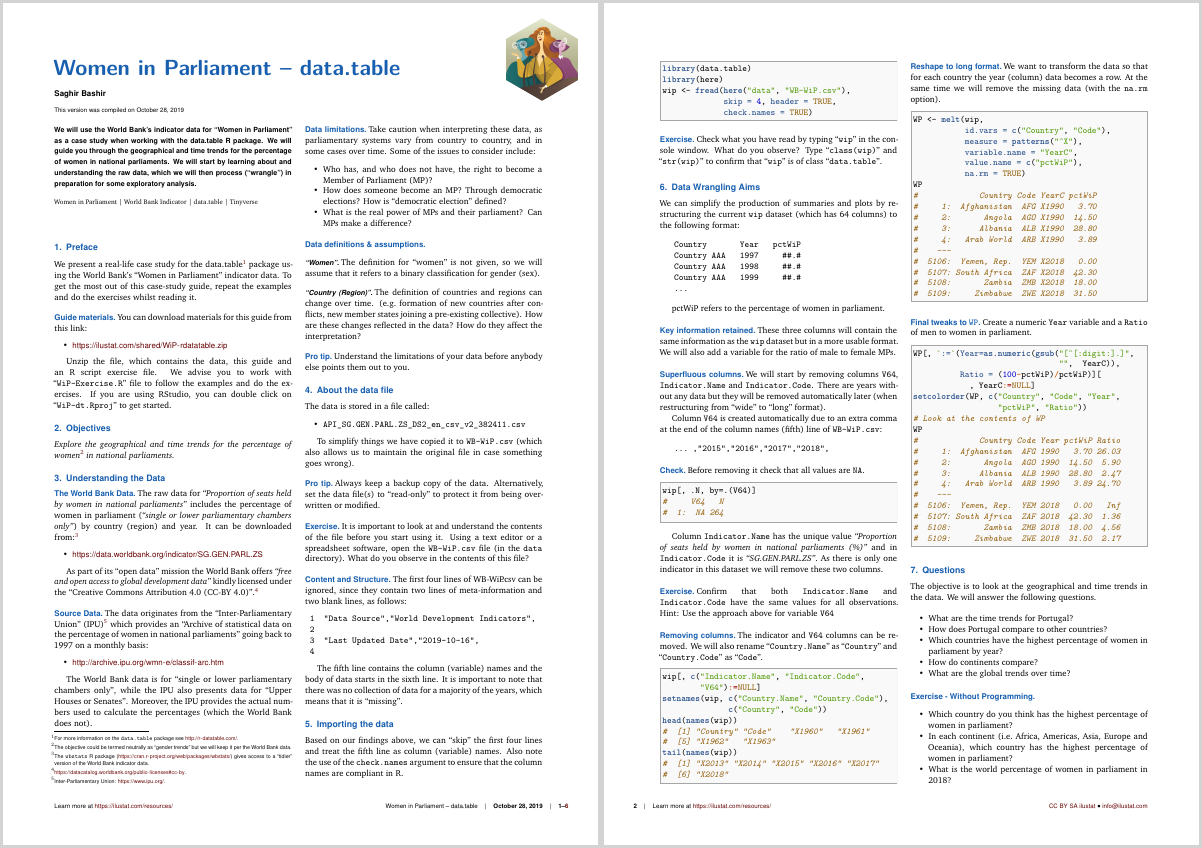 Women in Parliament – data.table
Saghir Bashir
This version was compiled on October 28, 2019
We will use the World Bank's indicator data for “Women in Parliament”
as a case study when working with the data.table R package. We will
guide you through the geographical and time trends for the percentage
of women in national parliaments. We will start by learning about and
understanding the raw data, which we will then process (“wrangle”) in
preparation for some exploratory analysis.
Women in Parliament | World Bank Indicator | data.table | Tinyverse
1. Preface
We present a real-life case study for the data.table1 package us-
ing the World Bank's “Women in Parliament” indicator data. To
get the most out of this case-study guide, repeat the examples
and do the exercises whilst reading it.
Guide materials. You can download materials for this guide from
this link:
• https://ilustat.com/shared/WiP-rdatatable.zip
Unzip the file, which contains the data, this guide and
an R script exercise file. We advise you to work with
“WiP-Exercise.R” file to follow the examples and do the ex-
ercises. If you are using RStudio, you can double click on
“WiP-dt.Rproj” to get started.
2. Objectives
Explore the geographical and time trends for the percentage of
women2 in national parliaments.
3. Understanding the Data
The World Bank Data. The raw data for “Proportion of seats held
by women in national parliaments” includes the percentage of
women in parliament (“single or lower parliamentary chambers
only”) by country (region) and year. It can be downloaded
from:3
• https://data.worldbank.org/indicator/SG.GEN.PARL.ZS
As part of its “open data” mission the World Bank offers “free
and open access to global development data” kindly licensed under
the “Creative Commons Attribution 4.0 (CC-BY 4.0)”.4
Source Data. The data originates from the “Inter-Parliamentary
Union” (IPU)5 which provides an “Archive of statistical data on
the percentage of women in national parliaments” going back to
1997 on a monthly basis:
• http://archive.ipu.org/wmn-e/classif-arc.htm
The World Bank data is for “single or lower parliamentary
chambers only”, while the IPU also presents data for “Upper
Houses or Senates”. Moreover, the IPU provides the actual num-
bers used to calculate the percentages (which the World Bank
does not).
1For more information on the data.table package see http://r-datatable.com/.
2The objective could be termed neutrally as “gender trends” but we will keep it per the World Bank data.
3The wbstats R package (https://cran.r-project.org/web/packages/wbstats) gives access to a “tidier”
version of the World Bank indicator data.
4https://datacatalog.worldbank.org/public-licenses#cc-by.
5Inter-Parliamentary Union: https://www.ipu.org/.
Data limitations. Take caution when interpreting these data, as
parliamentary systems vary from country to country, and in
some cases over time. Some of the issues to consider include:
• Who has, and who does not have, the right to become a
Member of Parliament (MP)?
• How does someone become an MP? Through democratic
elections? How is “democratic election” defined?
• What is the real power of MPs and their parliament? Can
MPs make a difference?
Data definitions & assumptions.
“Women”. The definition for “women” is not given, so we will
assume that it refers to a binary classification for gender (sex).
“Country (Region)”. The definition of countries and regions can
change over time. (e.g. formation of new countries after con-
flicts, new member states joining a pre-existing collective). How
are these changes reflected in the data? How do they affect the
interpretation?
Pro tip. Understand the limitations of your data before anybody
else points them out to you.
4. About the data file
The data is stored in a file called:
• API_SG.GEN.PARL.ZS_DS2_en_csv_v2_382411.csv
To simplify things we have copied it to WB-WiP.csv (which
also allows us to maintain the original file in case something
goes wrong).
Pro tip. Always keep a backup copy of the data. Alternatively,
set the data file(s) to “read-only” to protect it from being over-
written or modified.
Exercise. It is important to look at and understand the contents
of the file before you start using it. Using a text editor or a
spreadsheet software, open the WB-WiP.csv file (in the data
directory). What do you observe in the contents of this file?
Content and Structure. The first four lines of WB-WiPcsv can be
ignored, since they contain two lines of meta-information and
two blank lines, as follows:
1 "Data Source","World Development Indicators",
2
3 "Last Updated Date","2019-10-16",
4
The fifth line contains the column (variable) names and the
body of data starts in the sixth line. It is important to note that
there was no collection of data for a majority of the years, which
means that it is “missing”.
5. Importing the data
Based on our findings above, we can “skip” the first four lines
and treat the fifth line as column (variable) names. Also note
the use of the check.names argument to ensure that the column
names are compliant in R.
Learn more at https://ilustat.com/resources/
Women in Parliament – data.table | October 28, 2019 | 1–6
library(data.table)
library(here)
wip <- fread(here("data", "WB-WiP.csv"),
skip = 4, header = TRUE,
check.names = TRUE)
Exercise. Check what you have read by typing “wip” in the con-
sole window. What do you observe? Type “class(wip)” and
“str(wip)” to confirm that “wip” is of class “data.table”.
6. Data Wrangling Aims
We can simplify the production of summaries and plots by re-
structuring the current wip dataset (which has 64 columns) to
the following format:
Country Year pctWiP
Country AAA 1997 ##.#
Country AAA 1998 ##.#
Country AAA 1999 ##.#
...
pctWiP refers to the percentage of women in parliament.
Key information retained. These three columns will contain the
same information as the wip dataset but in a more usable format.
We will also add a variable for the ratio of male to female MPs.
Superfluous columns. We will start by removing columns V64,
Indicator.Name and Indicator.Code. There are years with-
out any data but they will be removed automatically later (when
restructuring from “wide” to “long” format).
Column V64 is created automatically due to an extra comma
at the end of the column names (fifth) line of WB-WiP.csv:
... ,"2015","2016","2017","2018",
Check. Before removing it check that all values are NA.
wip[, .N, by=.(V64)]
# V64 N
# 1: NA 264
Column Indicator.Name has the unique value “Proportion
of seats held by women in national parliaments (%)” and in
Indicator.Code it is “SG.GEN.PARL.ZS”. As there is only one
indicator in this dataset we will remove these two columns.
Exercise. Confirm that both Indicator.Name and
Indicator.Code have the same values for all observations.
Hint: Use the approach above for variable V64
Removing columns. The indicator and V64 columns can be re-
moved. We will also rename “Country.Name” as “Country” and
“Country.Code” as “Code”.
wip[, c("Indicator.Name", "Indicator.Code",
"V64"):=NULL]
setnames(wip, c("Country.Name", "Country.Code"),
c("Country", "Code"))
head(names(wip))
# [1] "Country" "Code" "X1960" "X1961"
# [5] "X1962" "X1963"
tail(names(wip))
# [1] "X2013" "X2014" "X2015" "X2016" "X2017"
# [6] "X2018"
Reshape to long format. We want to transform the data so that
for each country the year (column) data becomes a row. At the
same time we will remove the missing data (with the na.rm
option).
WP <- melt(wip,
id.vars = c("Country", "Code"),
measure = patterns("^X"),
variable.name = "YearC",
value.name = c("pctWiP"),
na.rm = TRUE)
WP
# Country Code YearC pctWiP
# 1: Afghanistan AFG X1990 3.70
# 2: Angola AGO X1990 14.50
# 3: Albania ALB X1990 28.80
# 4: Arab World ARB X1990 3.89
# ---
# 5106: Yemen, Rep. YEM X2018 0.00
# 5107: South Africa ZAF X2018 42.30
# 5108: Zambia ZMB X2018 18.00
# 5109: Zimbabwe ZWE X2018 31.50
Final tweaks to WP. Create a numeric Year variable and a Ratio
of men to women in parliament.
WP[, `:=`(Year=as.numeric(gsub("[^[:digit:].]",
"", YearC)),
Ratio = (100-pctWiP)/pctWiP)][
, YearC:=NULL]
setcolorder(WP, c("Country", "Code", "Year",
"pctWiP", "Ratio"))
# Look at the contents of WP
WP
# Country Code Year pctWiP Ratio
# 1: Afghanistan AFG 1990 3.70 26.03
# 2: Angola AGO 1990 14.50 5.90
# 3: Albania ALB 1990 28.80 2.47
# 4: Arab World ARB 1990 3.89 24.70
# ---
# 5106: Yemen, Rep. YEM 2018 0.00 Inf
# 5107: South Africa ZAF 2018 42.30 1.36
# 5108: Zambia ZMB 2018 18.00 4.56
# 5109: Zimbabwe ZWE 2018 31.50 2.17
7. Questions
The objective is to look at the geographical and time trends in
the data. We will answer the following questions.
• What are the time trends for Portugal?
• How does Portugal compare to other countries?
• Which countries have the highest percentage of women in
parliament by year?
• How do continents compare?
• What are the global trends over time?
Exercise - Without Programming.
• Which country do you think has the highest percentage of
women in parliament?
• In each continent (i.e. Africa, Americas, Asia, Europe and
Oceania), which country has the highest percentage of
women in parliament?
• What is the world percentage of women in parliament in
2018?
2 | Learn more at https://ilustat.com/resources/
CC BY SA ilustat • info@ilustat.com